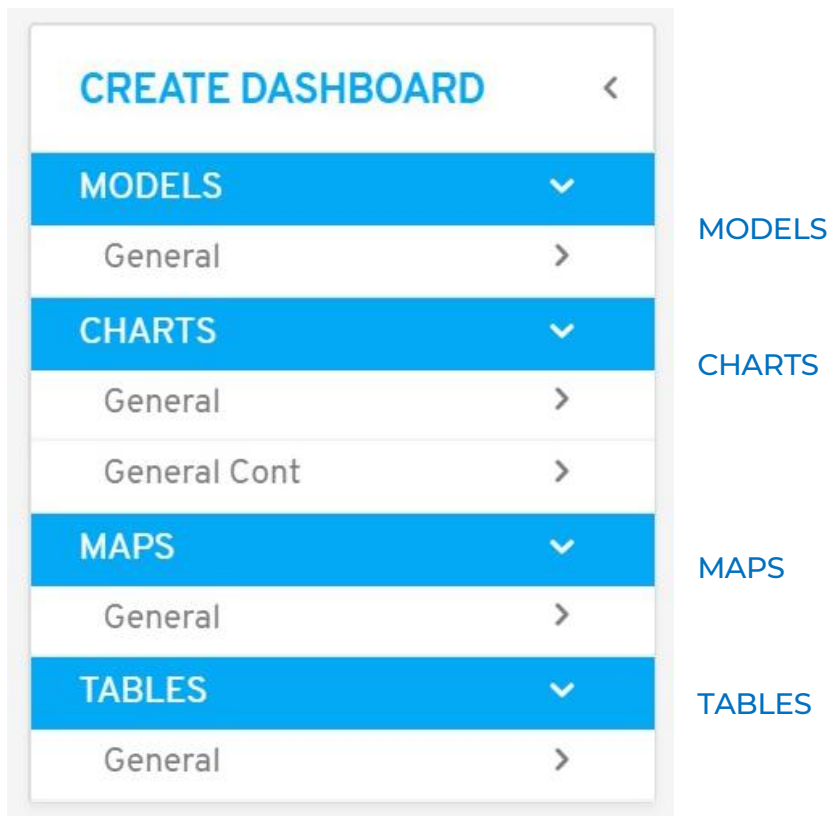 CREATE DASHBOARD
MODELS
General
MODELS
CHARTS
General
CHARTS
General Cont
MAPS
General
MAPS
TABLES
General
TABLES